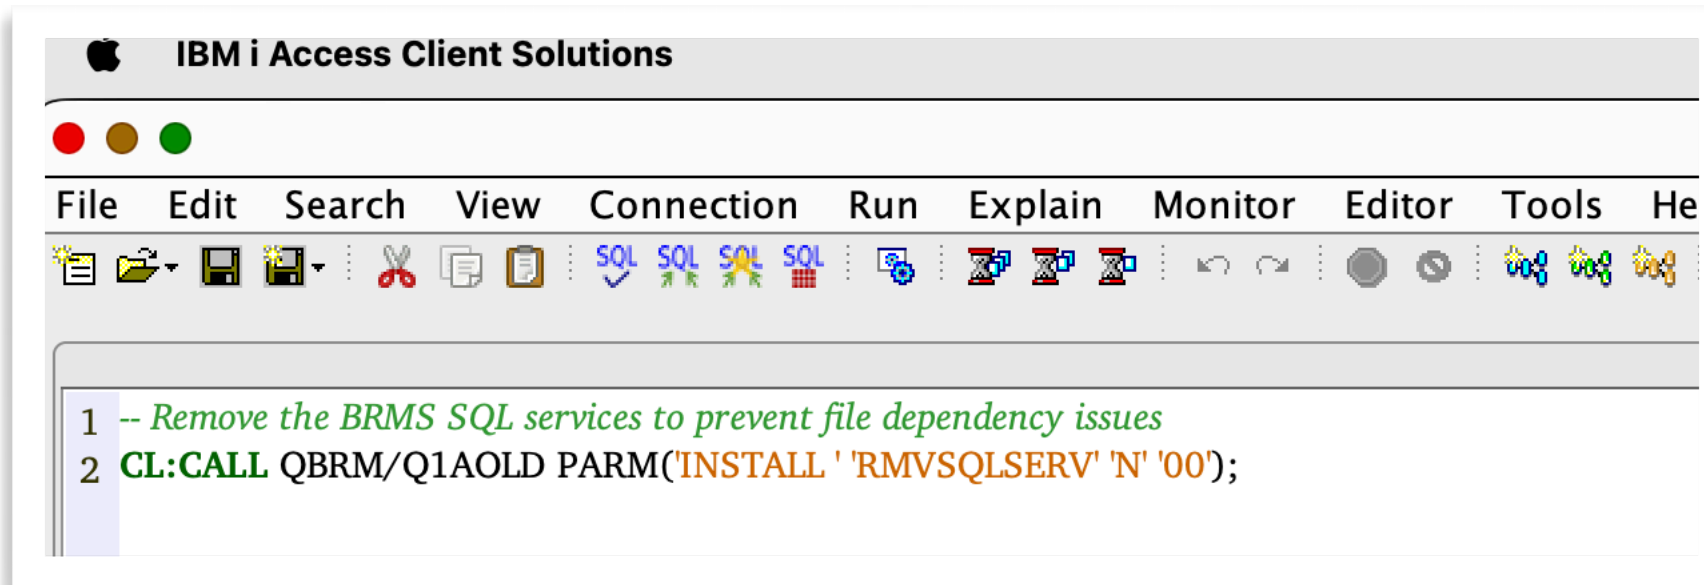 IBM i Access Client Solutions
File Edit Search View Connection Run Explain Monitor Editor Tools He
SQL SQL SQL SQL
1 -- Remove the BRMS SQL services to prevent file dependency issues
2 CL:CALL QBRM/Q1AOLD PARM('INSTALL ' 'RMVSQLSERV' 'N' '00');